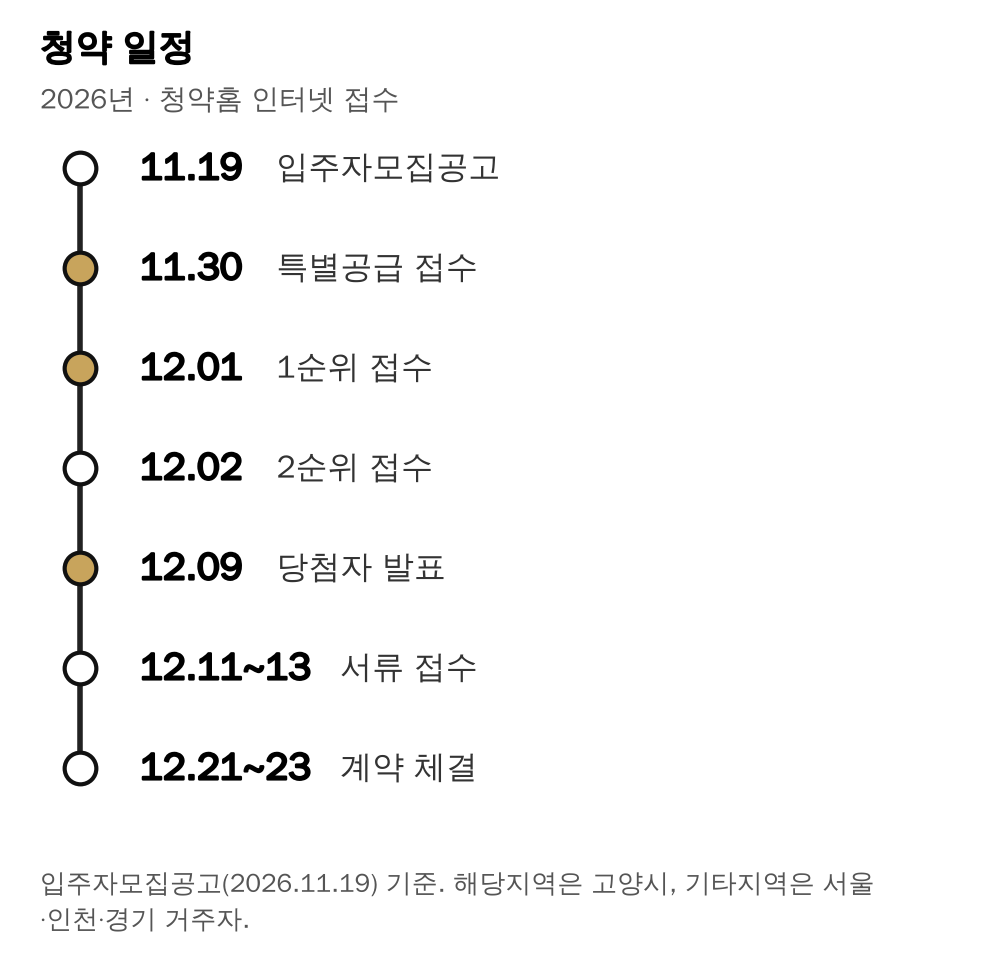 청약 일정
2026년 · 청약홈 인터넷 접수
11.19 입주자모집공고
11.30 특별공급 접수
12.01 1순위 접수
12.02 2순위 접수
12.09 당첨자 발표
12.11~13 서류 접수
12.21~23 계약 체결
입주자모집공고(2026.11.19) 기준. 해당지역은 고양시, 기타지역은 서울
·인천·경기 거주자.